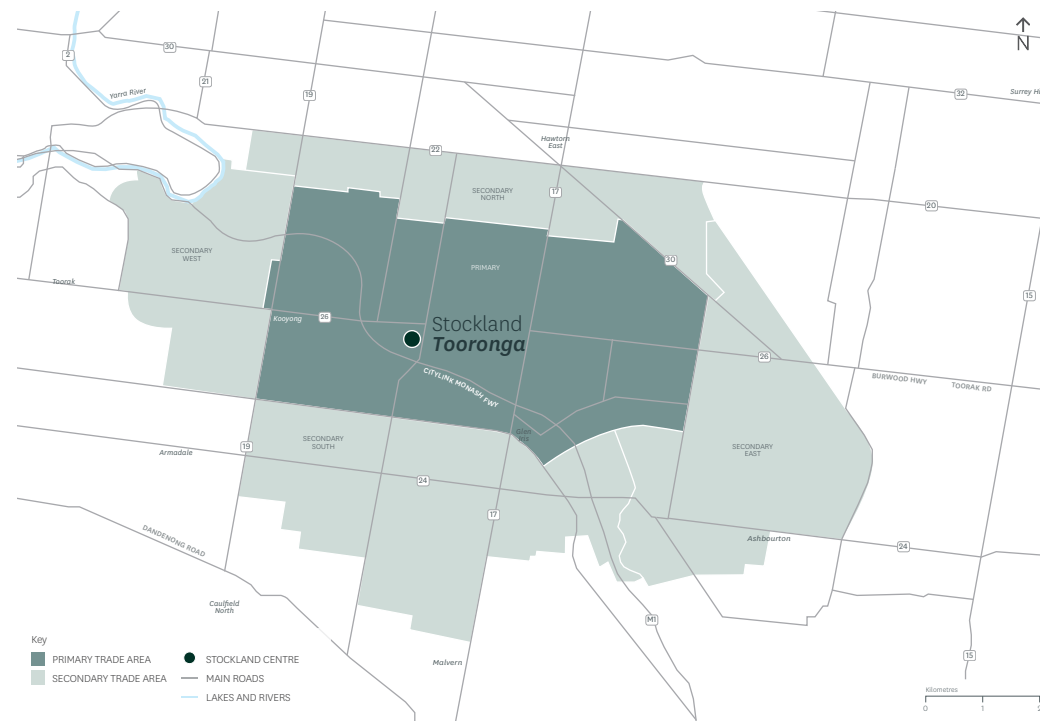 N
30
2
21
19
Yarra River
32
Surrey Hi
Hawtorn
East
22
SECONDARY
NORTH
17
20
SECONDARY
WEST
PRIMARY
30
Toorak
15
Kooyong
26
Stockland
Tooronga
26
CITYLINK MONASH FWY
BURWOOD HWY
TOORAK RD
Glen
Iris
SECONDARY
SOUTH
19
SECONDARY
EAST
Armadale
24
17
DANDENONG ROAD
Ashbourton
24
Caulfield
North
M1
Malvern
15
Key
PRIMARY TRADE AREA
STOCKLAND CENTRE
SECONDARY TRADE AREA
MAIN ROADS
LAKES AND RIVERS
Kilometres
0
1
2